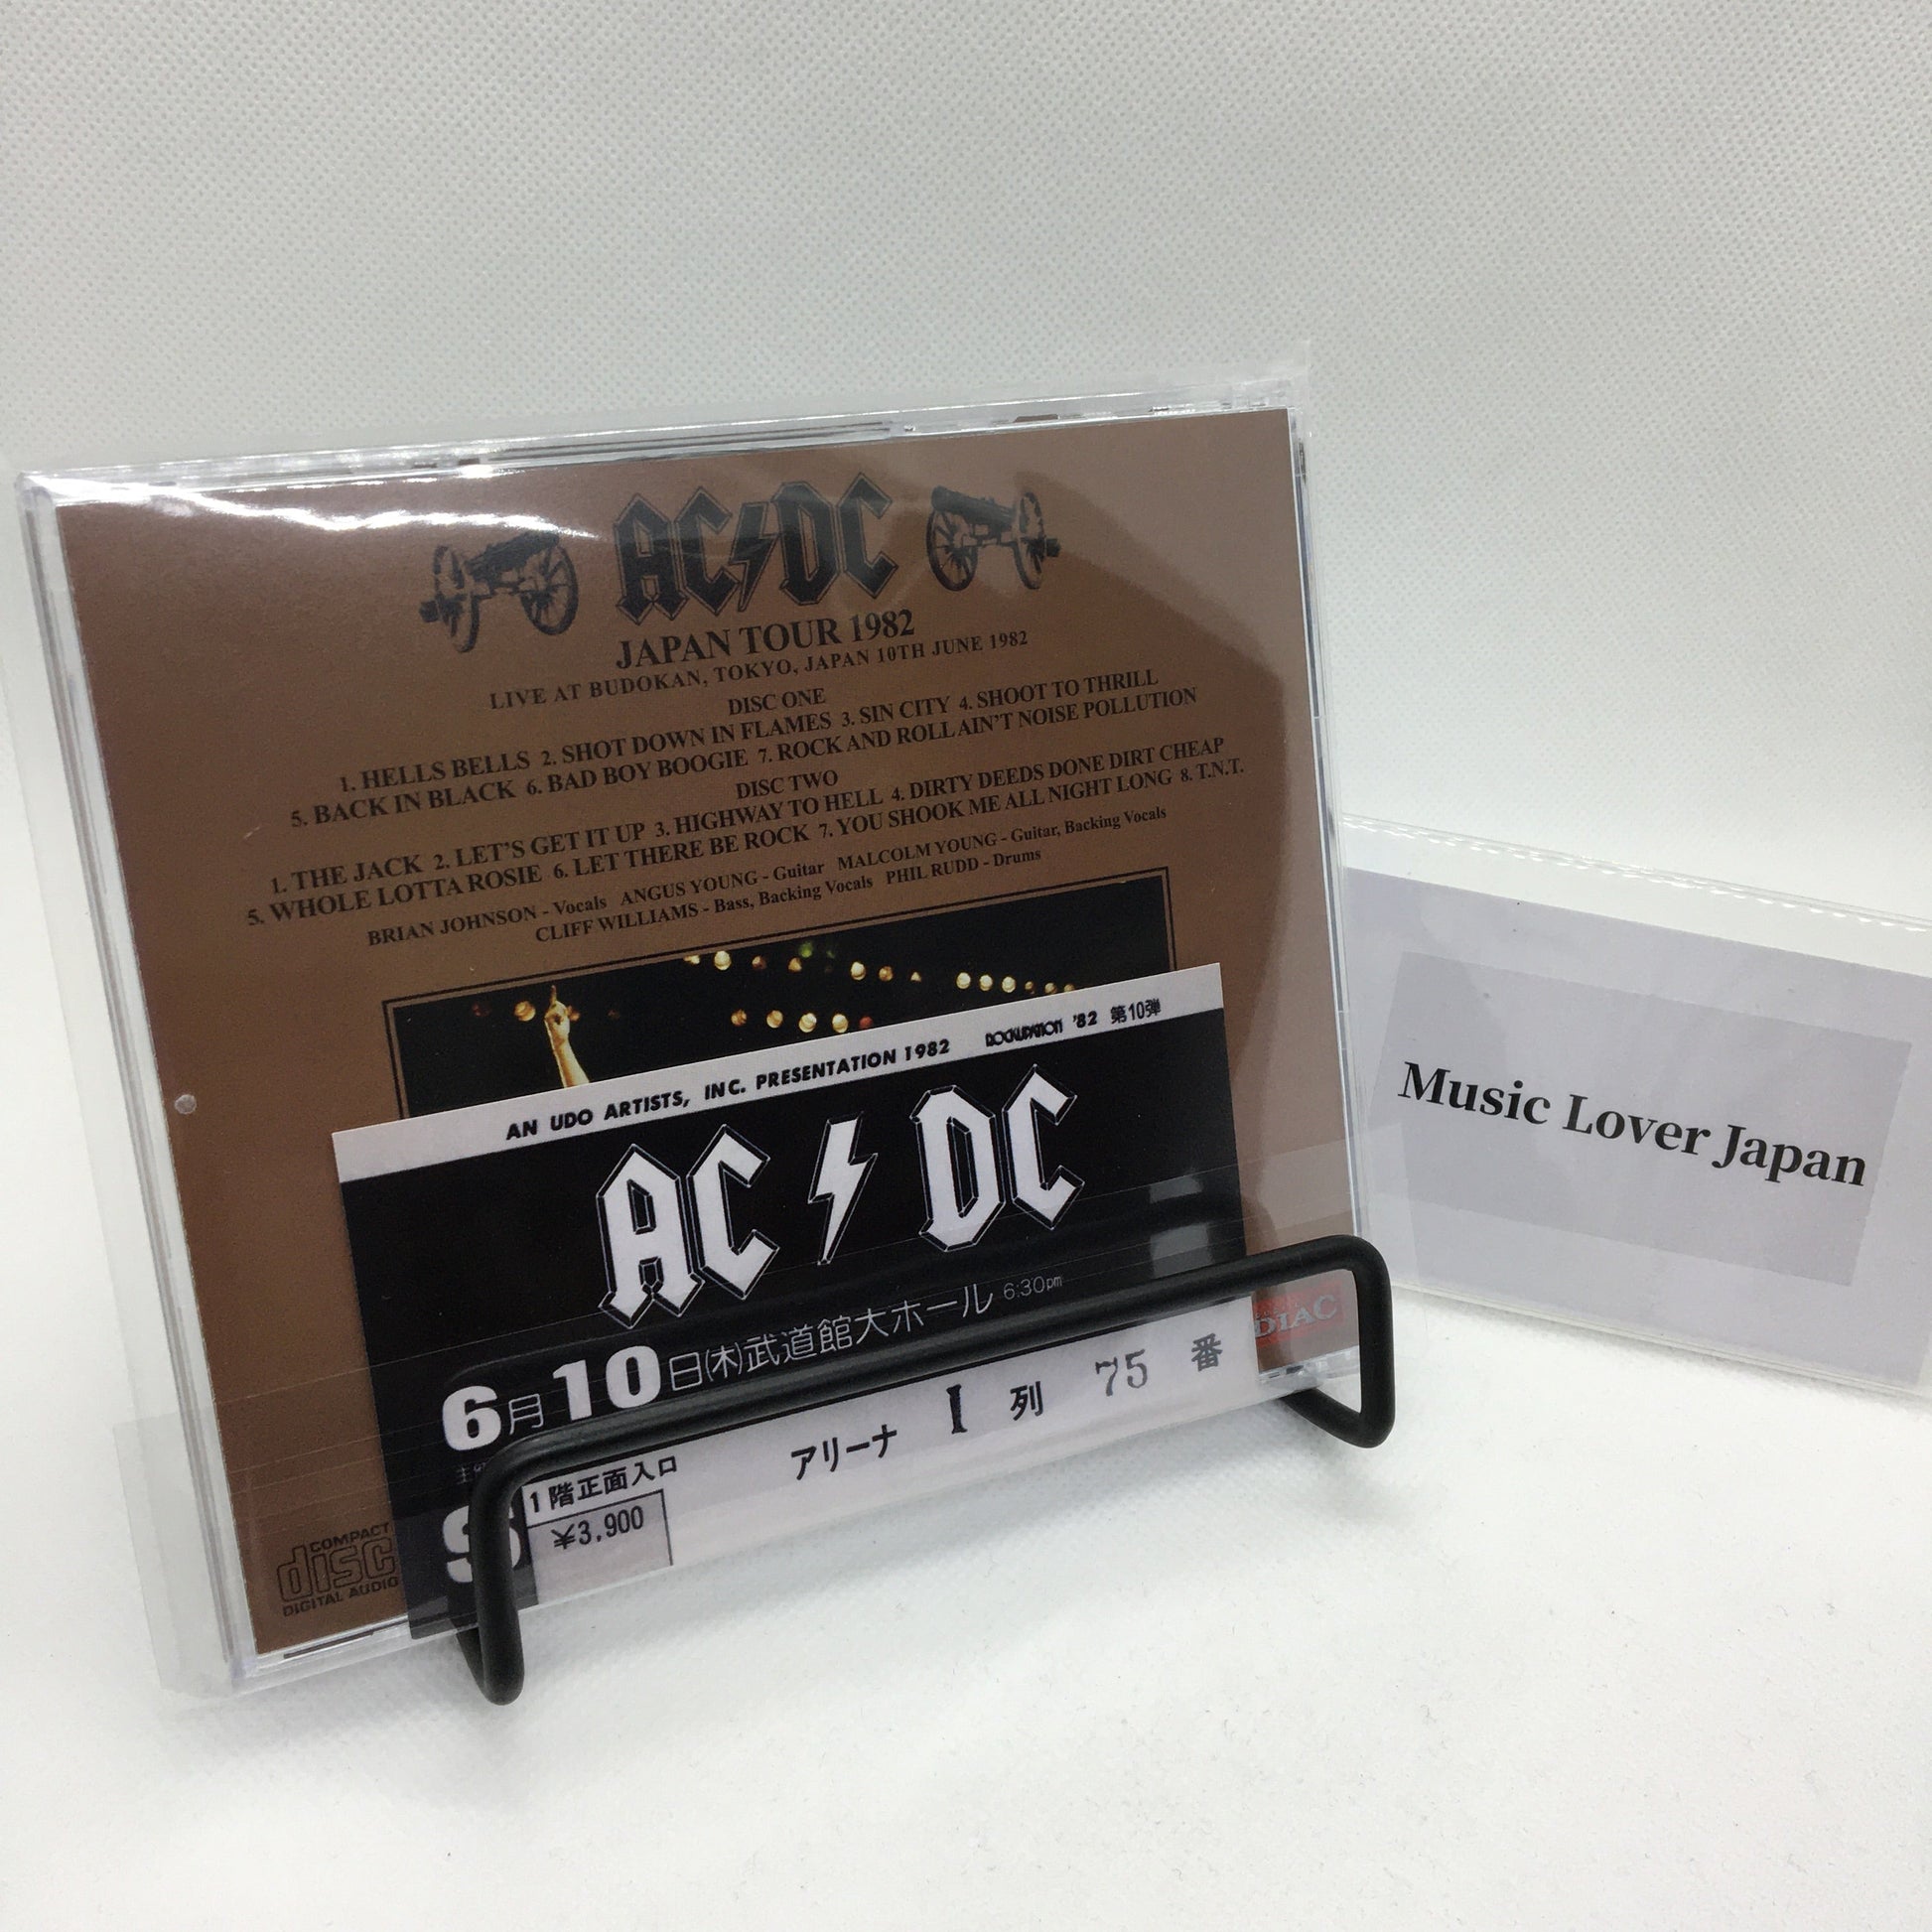 AC⚡DC
JAPAN TOUR 1982
LIVE AT BUDOKAN, TOKYO, JAPAN 10TH JUNE 1982
DISC ONE
1. HELLS BELLS 2. SHOT DOWN IN FLAMES 3. SIN CITY 4. SHOOT TO THRILL
5. BACK IN BLACK 6. BAD BOY BOOGIE 7. ROCK AND ROLL AIN'T NOISE POLLUTION
DISC TWO
1. THE JACK 2. LET'S GET IT UP 3. HIGHWAY TO HELL 4. DIRTY DEEDS DONE DIRT CHEAP
5. WHOLE LOTTA ROSIE 6. LET THERE BE ROCK 7. YOU SHOOK ME ALL NIGHT LONG 8. T.N.T.
BRIAN JOHNSON - Vocals ANGUS YOUNG - Guitar MALCOLM YOUNG - Guitar, Backing Vocals
CLIFF WILLIAMS - Bass, Backing Vocals PHIL RUDD - Drums
AN UDO ARTISTS, INC. PRESENTATION 1982 ROCKUPATION '82 第10弾
AC⚡DC
6月10日(木)武道館大ホール 6:30pm
アリーナ I 列 75 番
S 1階正面入口
¥3,900
COMPACT
disc
DIGITAL AUDIO
DIAC
Music Lover Japan